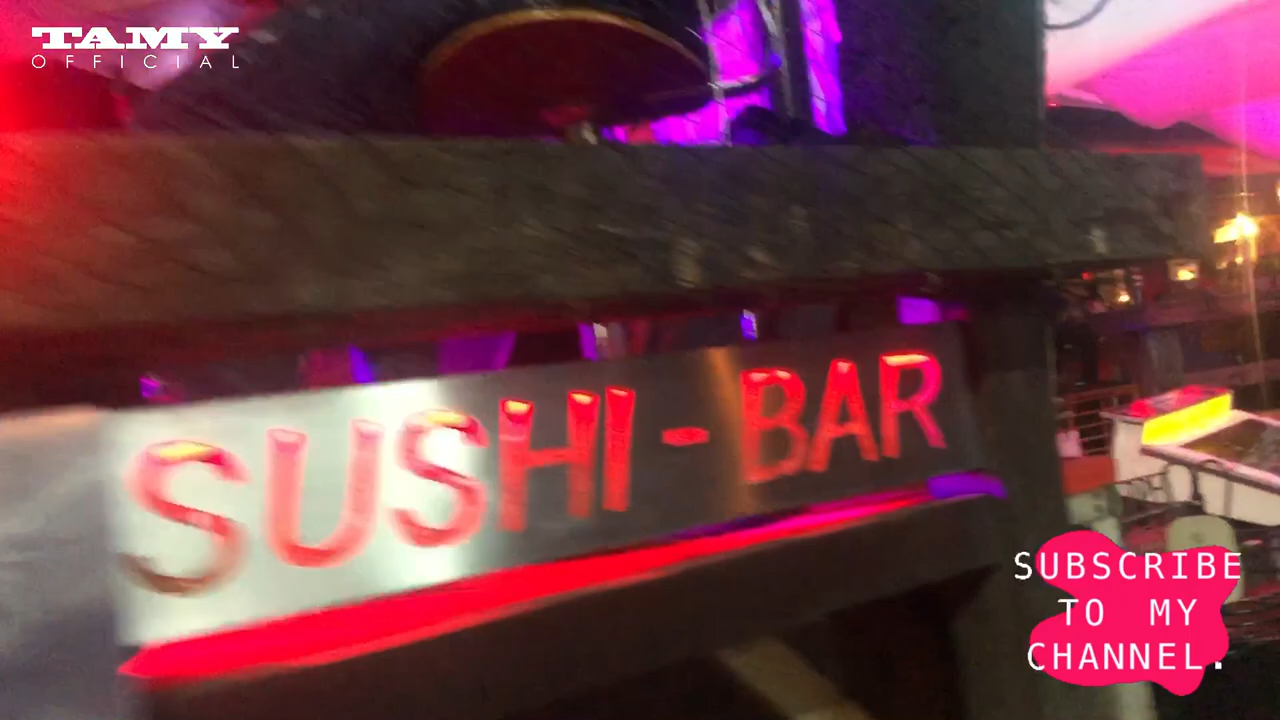 TAMY
OFFICIAL
SUSHI-BAR
SUBSCRIBE
TO MY
CHANNEL.